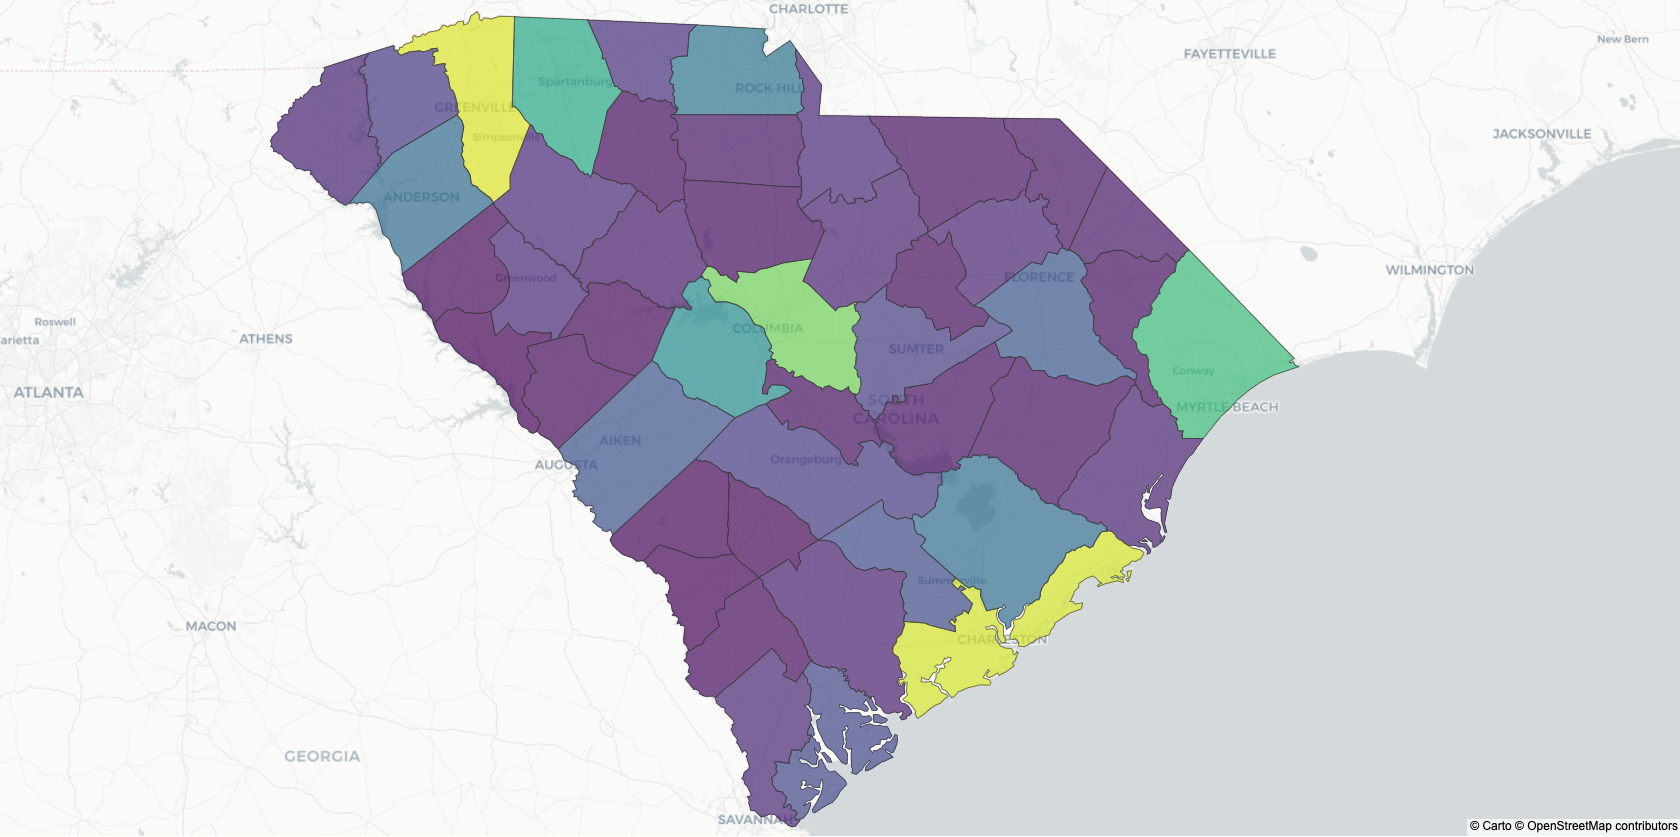 CHARLOTTE
New Bern
FAYETTEVILLE
Spartanburg
ROCK HILL
GREENVILLE
JACKSONVILLE
Simpsonville
ANDERSON
WILMINGTON
FLORENCE
Greenwood
Roswell
COLUMBIA
arietta
ATHENS
SUMTER
Conway
ATLANTA
SOUTH
CAROLINA
MYRTLE BEACH
AIKEN
Orangeburg
AUGUSTA
Summerville
MACON
CHARLESTON
GEORGIA
SAVANNAH
© Carto © OpenStreetMap contributors